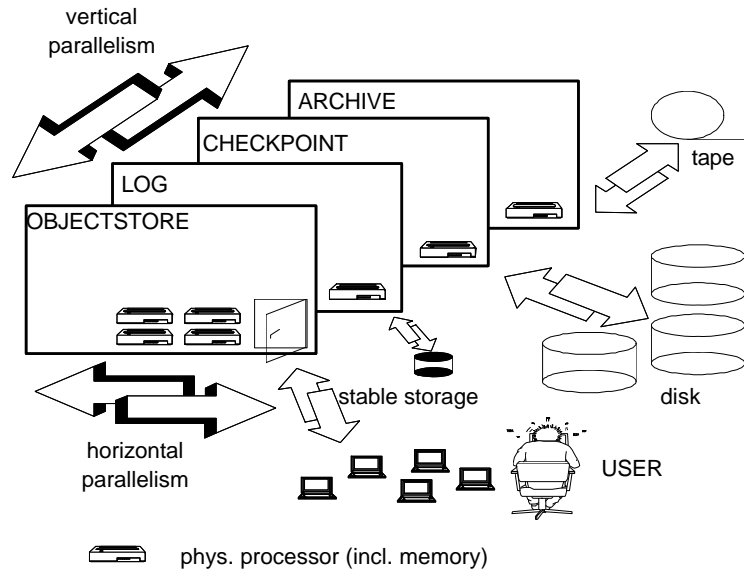 vertical
parallelism
ARCHIVE
CHECKPOINT
LOG
OBJECTSTORE
tape
stable storage
disk
horizontal
parallelism
USER
phys. processor (incl. memory)